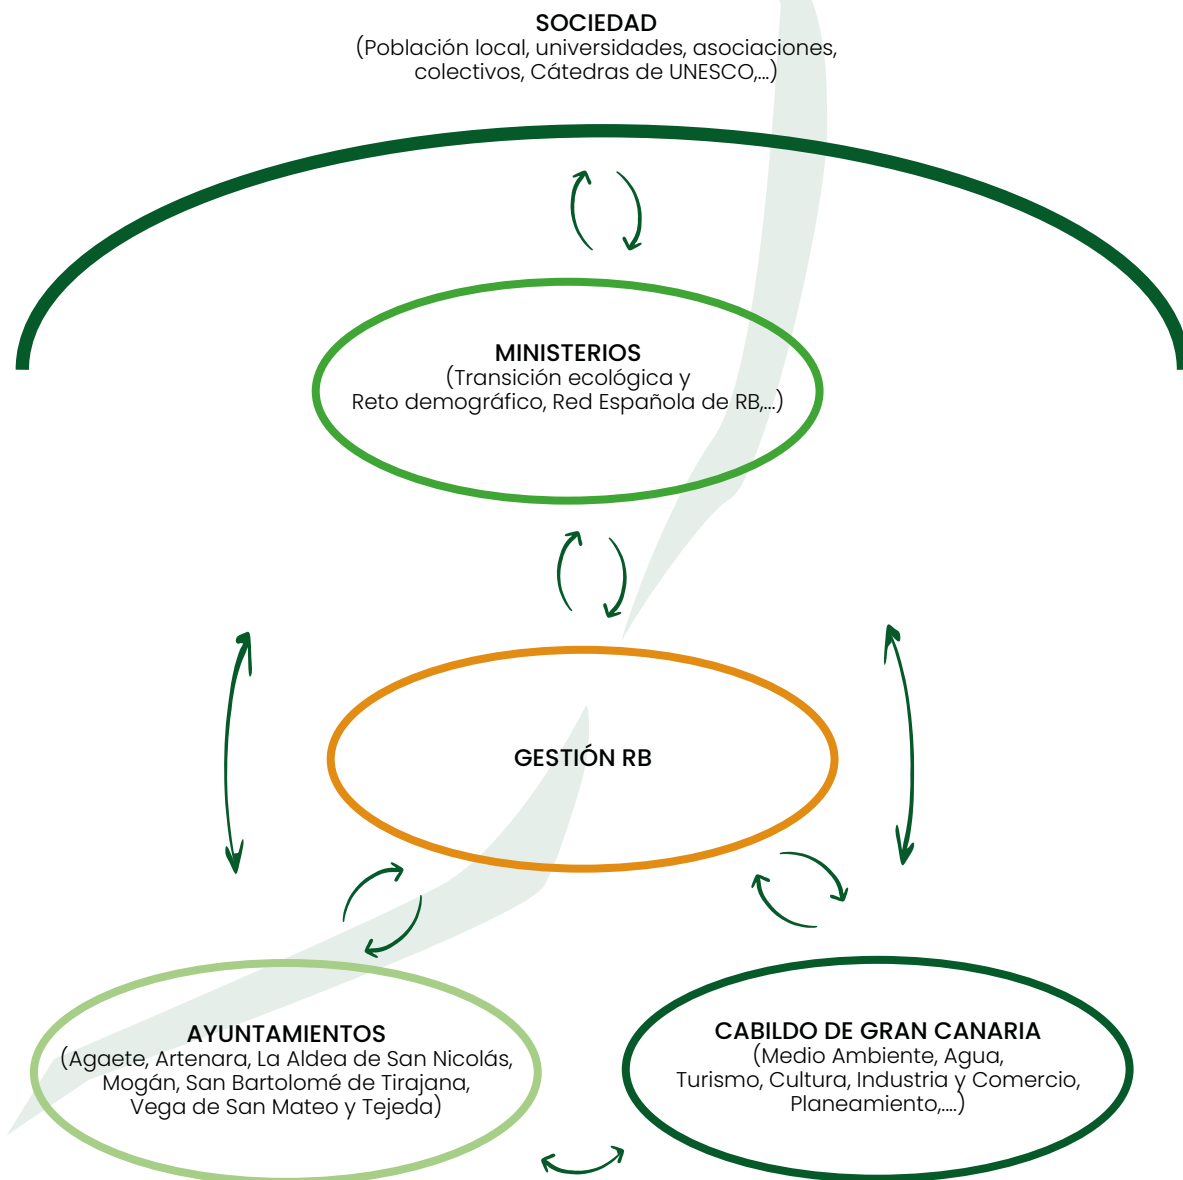 SOCIEDAD
(Población local, universidades, asociaciones,
colectivos, Cátedras de UNESCO,...)
MINISTERIOS
(Transición ecológica y
Reto demográfico, Red Española de RB,...)
GESTIÓN RB
AYUNTAMIENTOS
(Agaete, Artenara, La Aldea de San Nicolás,
Mogán, San Bartolomé de Tirajana,
Vega de San Mateo y Tejeda)
CABILDO DE GRAN CANARIA
(Medio Ambiente, Agua,
Turismo, Cultura, Industria y Comercio,
Planeamiento,....)